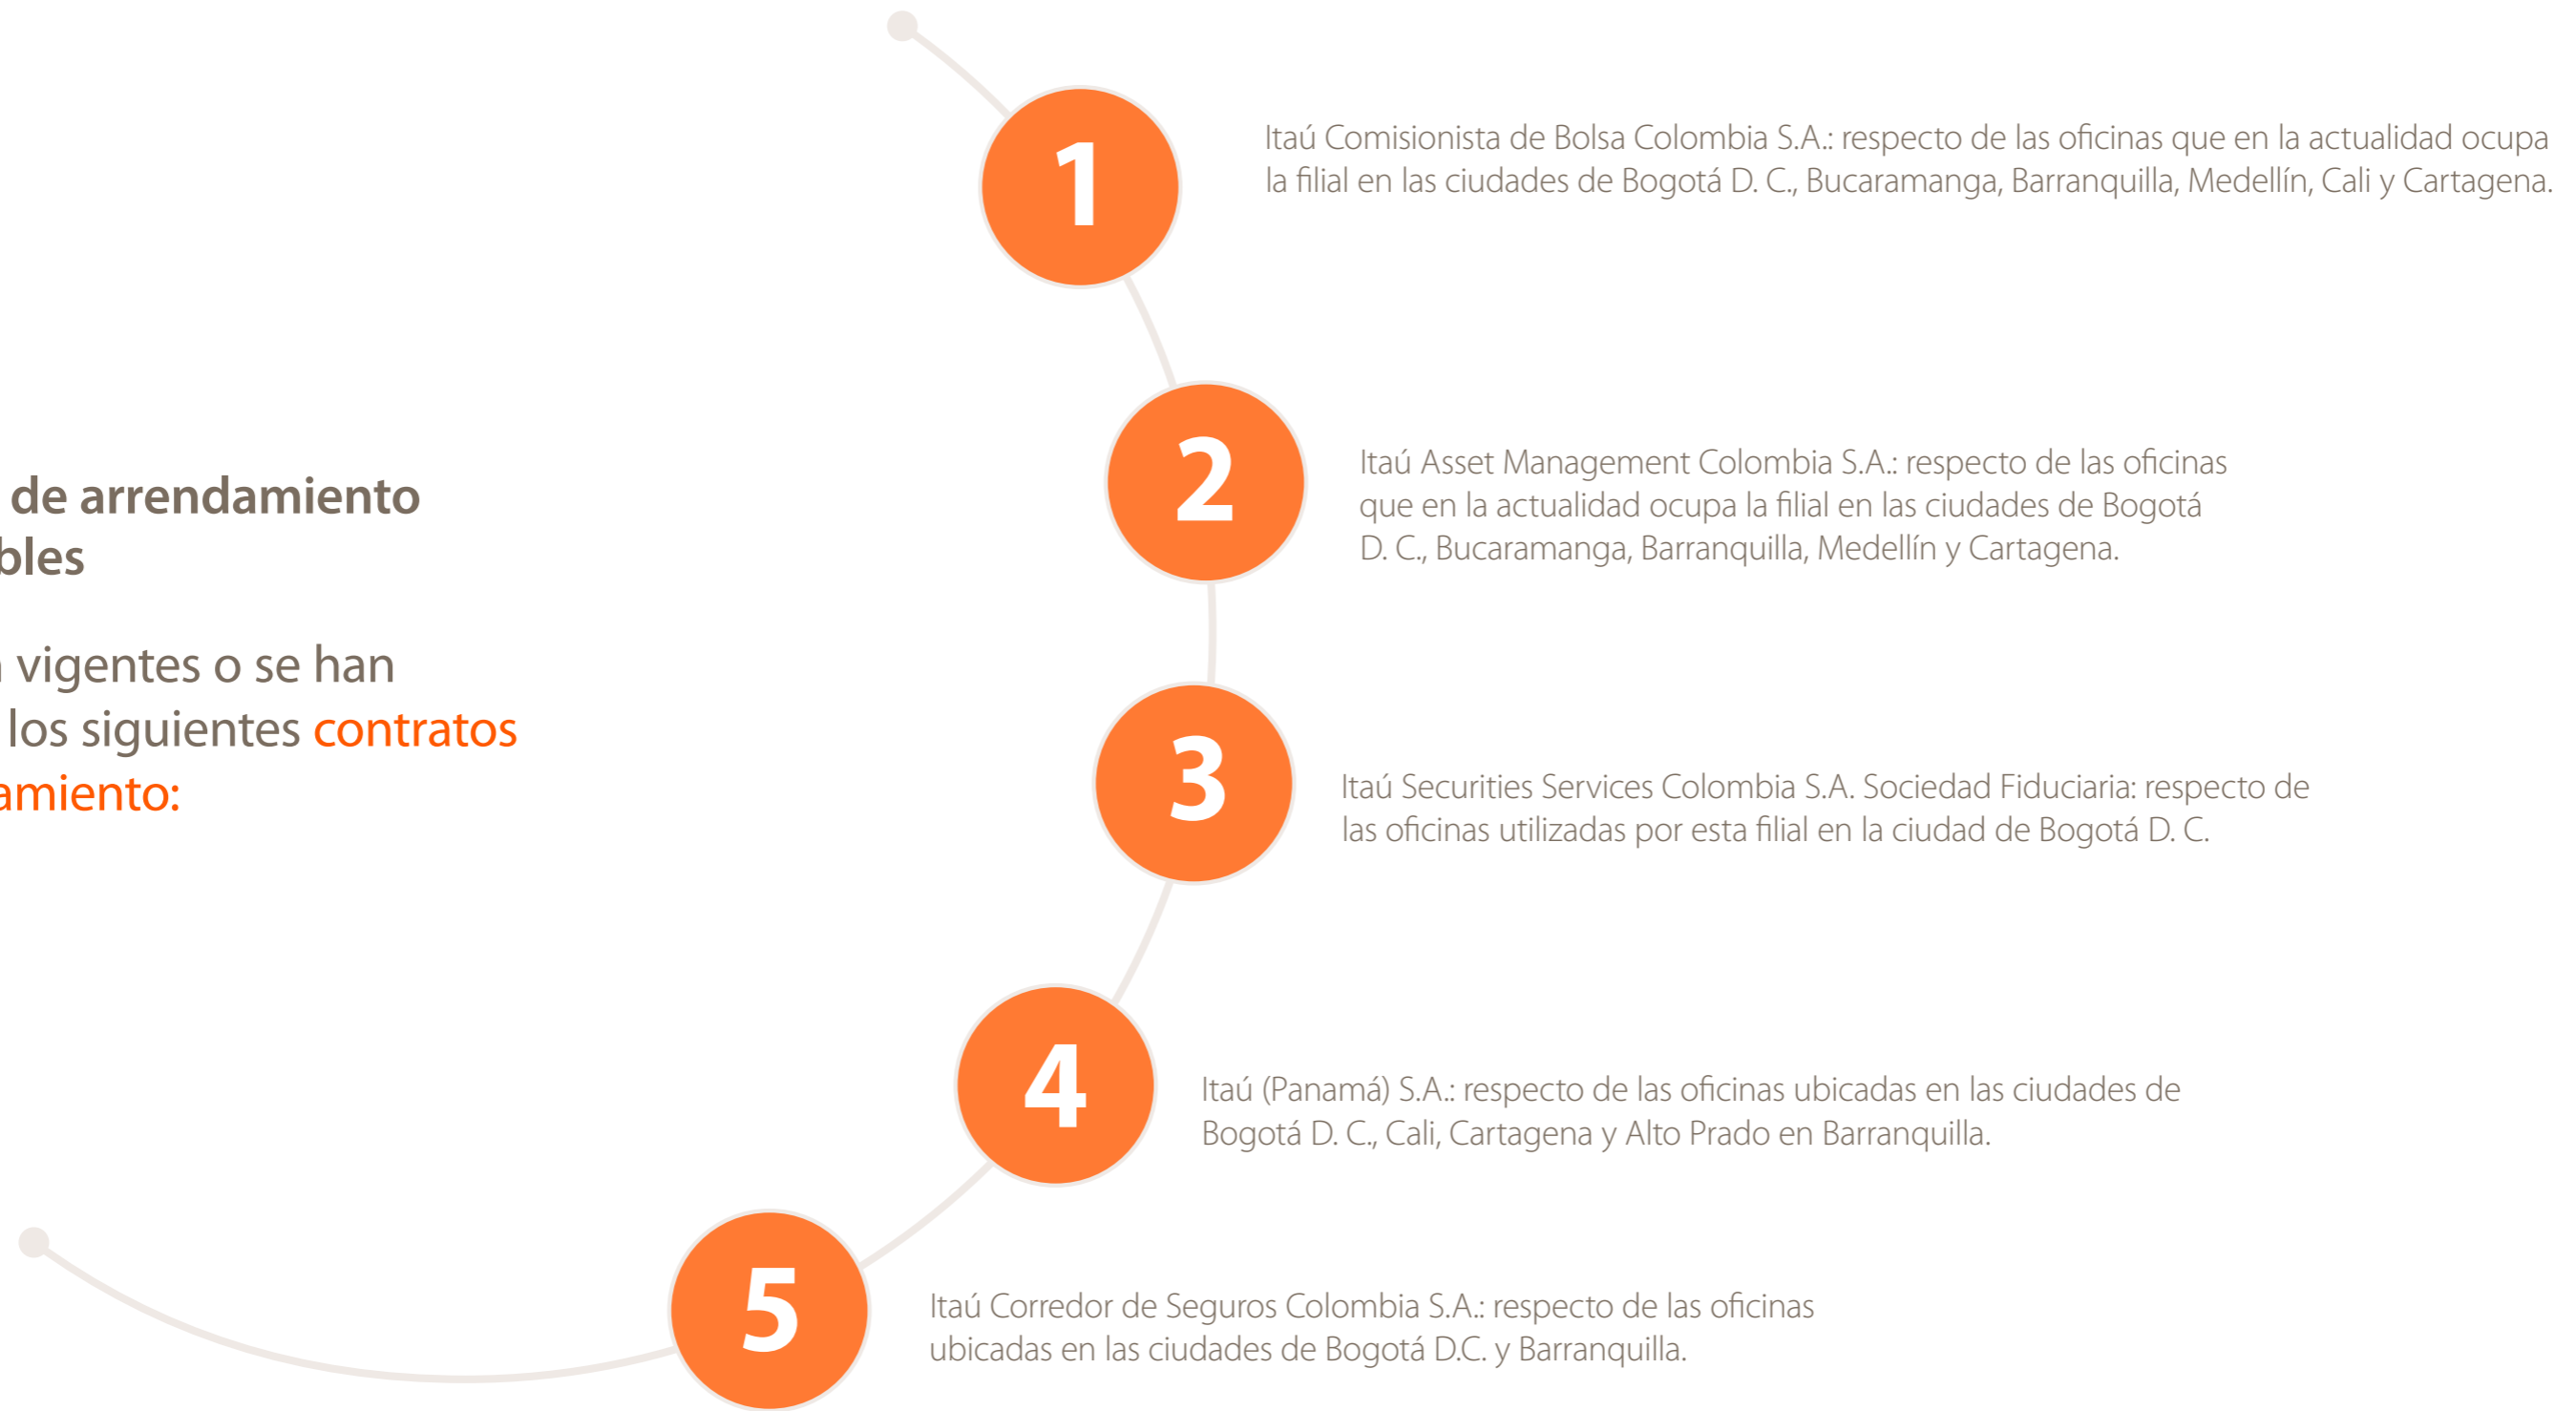 de arrendamiento
vigentes o se han
los siguientes contratos
1
Itaú Comisionista de Bolsa Colombia S.A.: respecto de las oficinas que en la actualidad ocupa
la filial en las ciudades de Bogotá D. C., Bucaramanga, Barranquilla, Medellín, Cali y Cartagena.
2
Itaú Asset Management Colombia S.A.: respecto de las oficinas
que en la actualidad ocupa la filial en las ciudades de Bogotá
D. C., Bucaramanga, Barranquilla, Medellín y Cartagena.
3
Itaú Securities Services Colombia S.A. Sociedad Fiduciaria: respecto de
las oficinas utilizadas por esta filial en la ciudad de Bogotá D. C.
4
Itaú (Panamá) S.A.: respecto de las oficinas ubicadas en las ciudades de
Bogotá D. C., Cali, Cartagena y Alto Prado en Barranquilla.
5
Itaú Corredor de Seguros Colombia S.A.: respecto de las oficinas
ubicadas en las ciudades de Bogotá D.C. y Barranquilla.